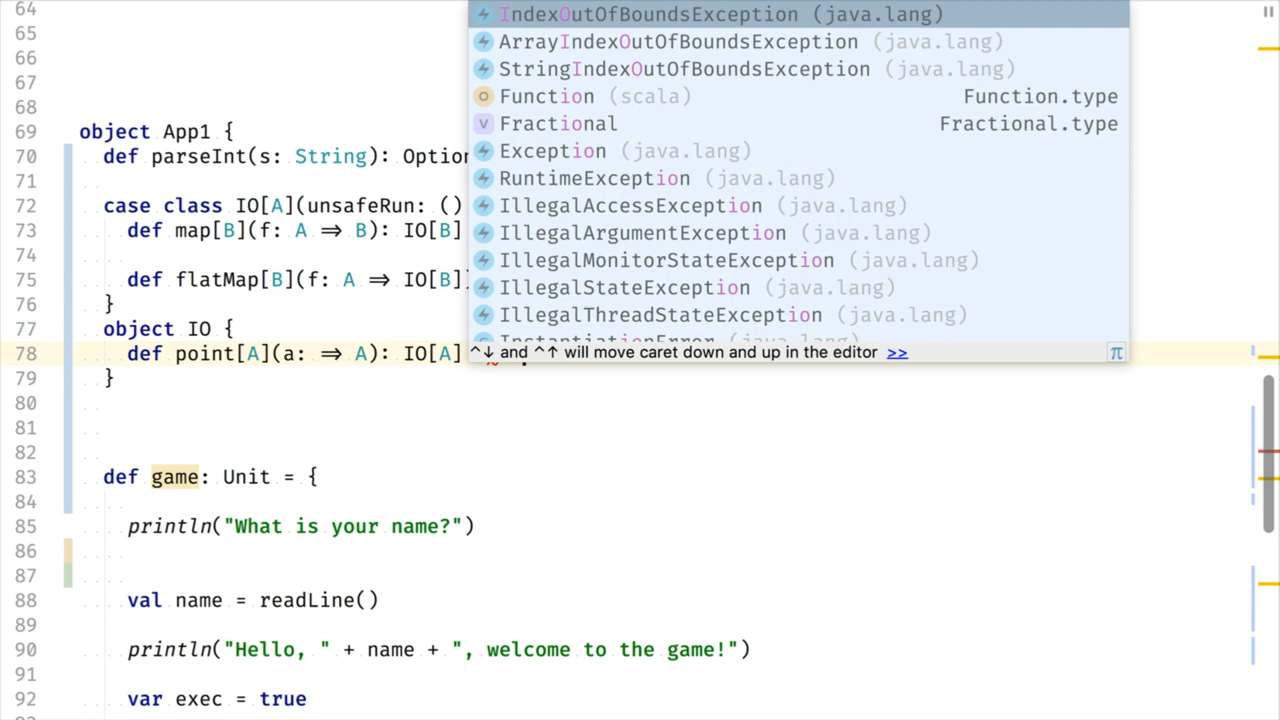 64
65
66
67
68
69 object App1 {
70 def parseInt(s: String): Option
71
72 case class IO[A](unsafeRun: ()
73 def map[B](f: A ⇒ B): IO[B]
74
75 def flatMap[B](f: A ⇒ IO[B]
76 }
77 object IO {
78 def point[A](a: ⇒ A): IO[A]
79 }
80
81
82
83 def game: Unit = {
84
85 println("What is your name?")
86
87
88 val name = readLine()
89
90 println("Hello, " + name + ", welcome to the game!")
91
92 var exec = true
IndexOutOfBoundsException (java.lang)
ArrayIndexOutOfBoundsException (java.lang)
StringIndexOutOfBoundsException (java.lang)
Function (scala) Function.type
V Fractional Fractional.type
Exception (java.lang)
RuntimeException (java.lang)
IllegalAccessException (java.lang)
IllegalArgumentException (java.lang)
IllegalMonitorStateException (java.lang)
IllegalStateException (java.lang)
IllegalThreadStateException (java.lang)
InstantiationError (java.lang)
^↓ and ^↑ will move caret down and up in the editor >> π